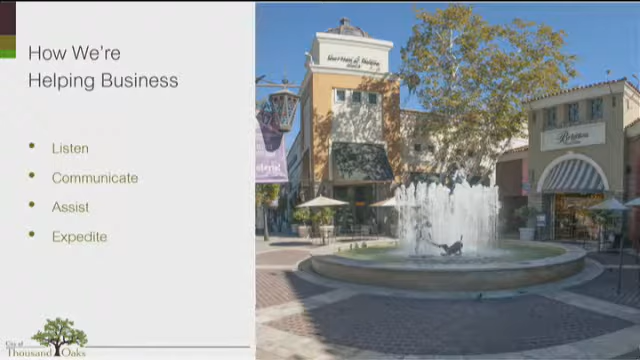 How We're
Helping Business
• Listen
• Communicate
• Assist
• Expedite
City of
Thousand Oaks